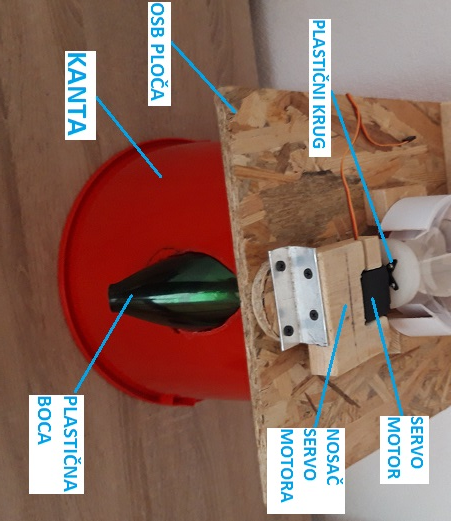 KANTA
OSB PLOČA
PLASTIČNI KRUG
PLASTIČNA
BOCA
NOSAČ
SERVO
MOTORA
SERVO
MOTOR